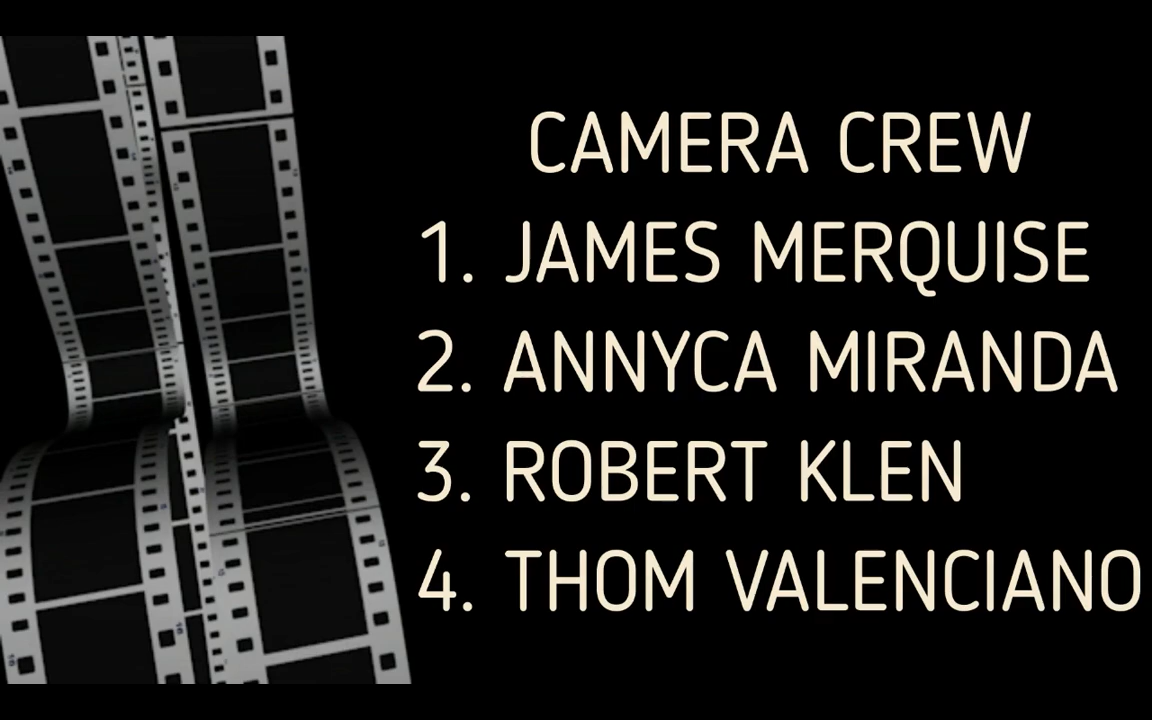 CAMERA CREW
1. JAMES MERQUISE
2. ANNYCA MIRANDA
3. ROBERT KLEN
4. THOM VALENCIANO